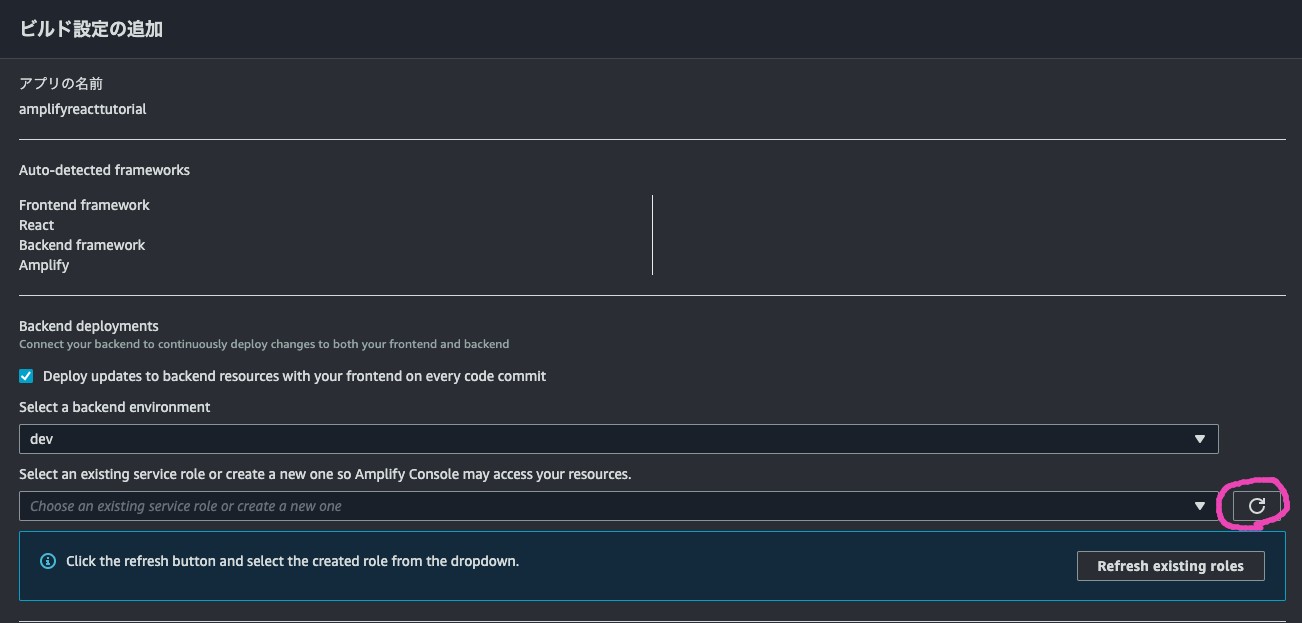 ビルド設定の追加
アプリの名前
amplifyreacttutorial
Auto-detected frameworks
Frontend framework
React
Backend framework
Amplify
Backend deployments
Connect your backend to continuously deploy changes to both your frontend and backend
Deploy updates to backend resources with your frontend on every code commit
Select a backend environment
dev
Select an existing service role or create a new one so Amplify Console may access your resources.
Choose an existing service role or create a new one
Click the refresh button and select the created role from the dropdown.
Refresh existing roles